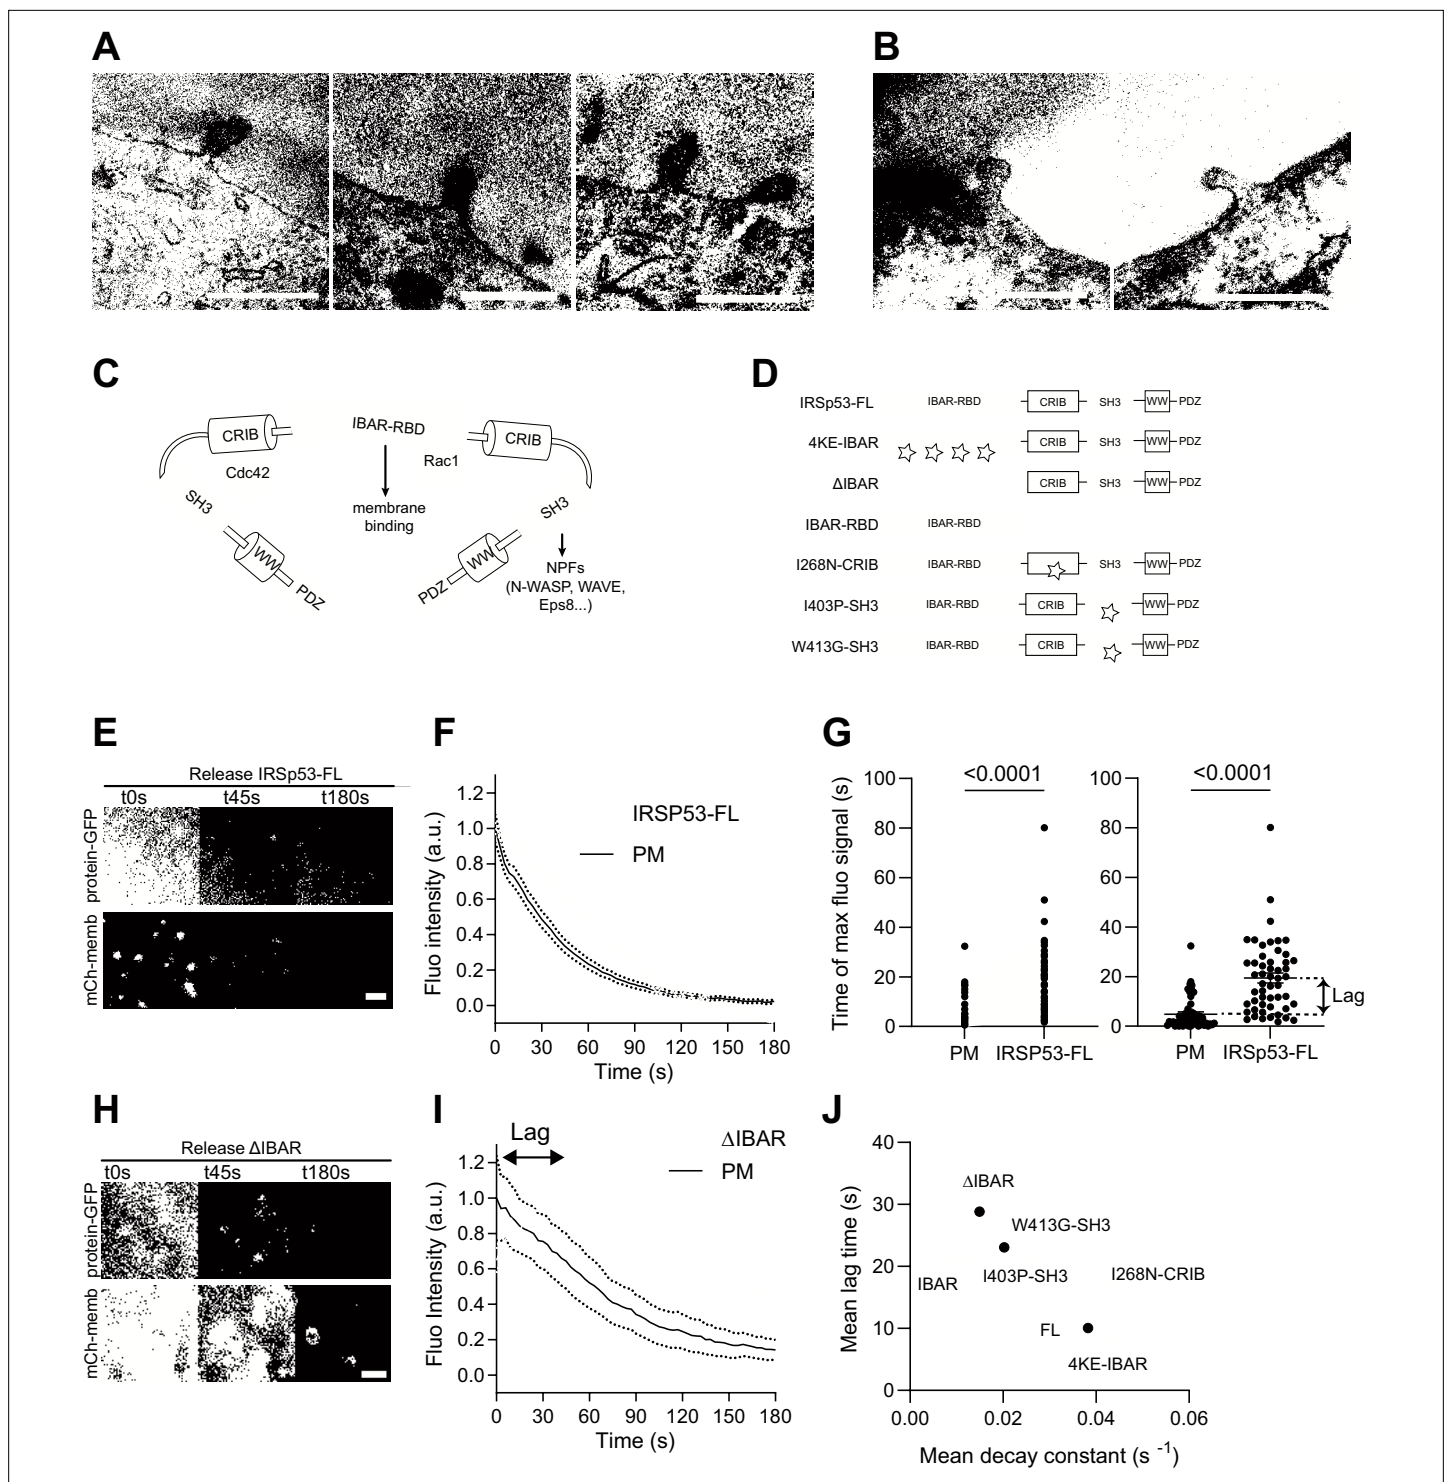 A
B
C
CRIB
Cdc42
SH3
WW
PDZ
IBAR-RBD
membrane
binding
Rac1
CRIB
SH3
WW
PDZ
NPFs
(N-WASP, WAVE,
Eps8...)
D
IRSp53-FL IBAR-RBD CRIB SH3 WW PDZ
4KE-IBAR CRIB SH3 WW PDZ
ΔIBAR CRIB SH3 WW PDZ
IBAR-RBD IBAR-RBD
I268N-CRIB IBAR-RBD SH3 WW PDZ
I403P-SH3 IBAR-RBD CRIB WW PDZ
W413G-SH3 IBAR-RBD CRIB WW PDZ
E
Release IRSp53-FL
t0s t45s t180s
protein-GFP
mCh-memb
F
Fluo intensity (a.u.)
1.2
1.0
0.8
0.6
0.4
0.2
0.0
IRSP53-FL
PM
0 30 60 90 120 150 180
Time (s)
G
Time of max fluo signal (s)
100
80
60
40
20
0
<0.0001
PM IRSP53-FL
100
80
60
40
20
0
<0.0001
Lag
PM IRSp53-FL
H
Release ΔIBAR
t0s t45s t180s
protein-GFP
mCh-memb
I
Lag
Fluo Intensity (a.u.)
1.2
1.0
0.8
0.6
0.4
0.2
0.0
ΔIBAR
PM
0 30 60 90 120 150 180
Time (s)
J
Mean lag time (s)
40
30
20
10
0
ΔIBAR
W413G-SH3
IBAR
I403P-SH3
I268N-CRIB
FL
4KE-IBAR
0.00 0.02 0.04 0.06
Mean decay constant (s -1)